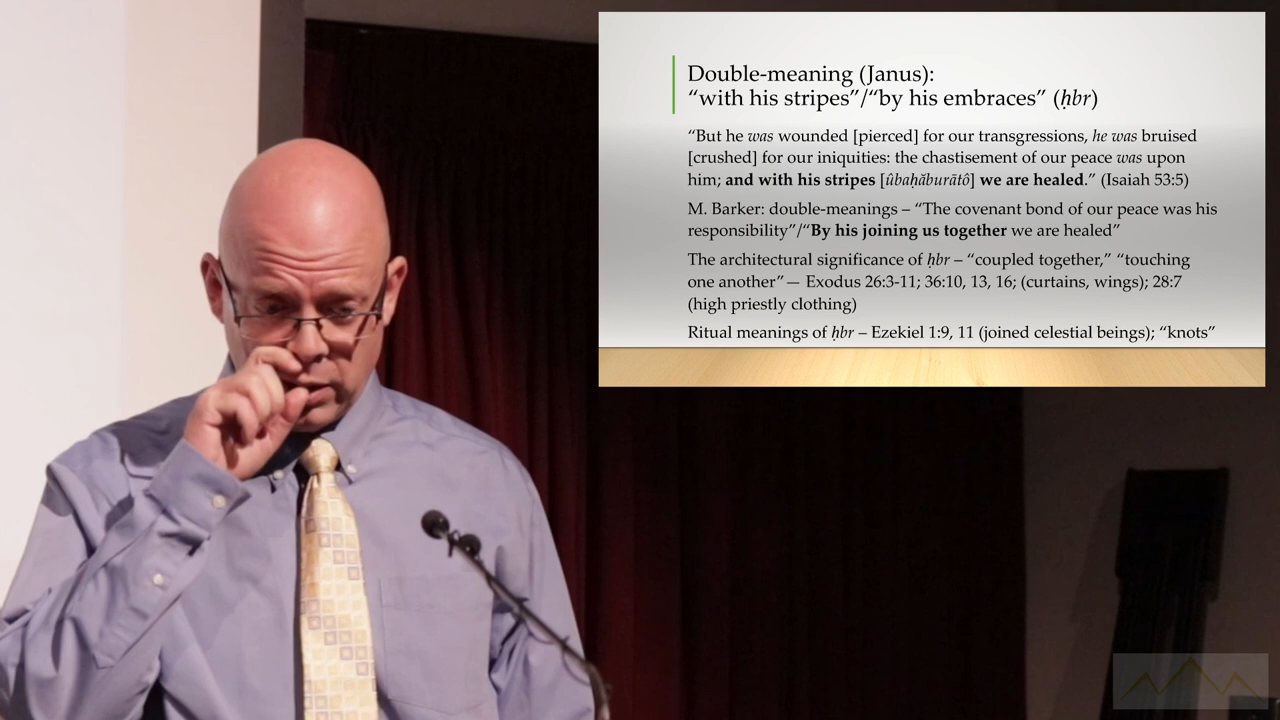 Double-meaning (Janus):
“with his stripes”/“by his embraces” (ḥbr)
“But he was wounded [pierced] for our transgressions, he was bruised
[crushed] for our iniquities: the chastisement of our peace was upon
him; and with his stripes [ûbaḥăburātô] we are healed.” (Isaiah 53:5)
M. Barker: double-meanings – “The covenant bond of our peace was his
responsibility”/“By his joining us together we are healed”
The architectural significance of ḥbr – “coupled together,” “touching
one another”— Exodus 26:3-11; 36:10, 13, 16; (curtains, wings); 28:7
(high priestly clothing)
Ritual meanings of ḥbr – Ezekiel 1:9, 11 (joined celestial beings); “knots”